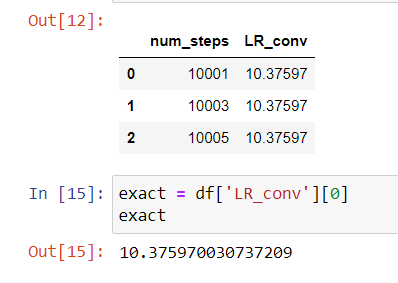 Out[12]:
num_steps LR_conv
0 10001 10.37597
1 10003 10.37597
2 10005 10.37597
In [15]: exact = df['LR_conv'][0]
exact
Out[15]: 10.375970030737209